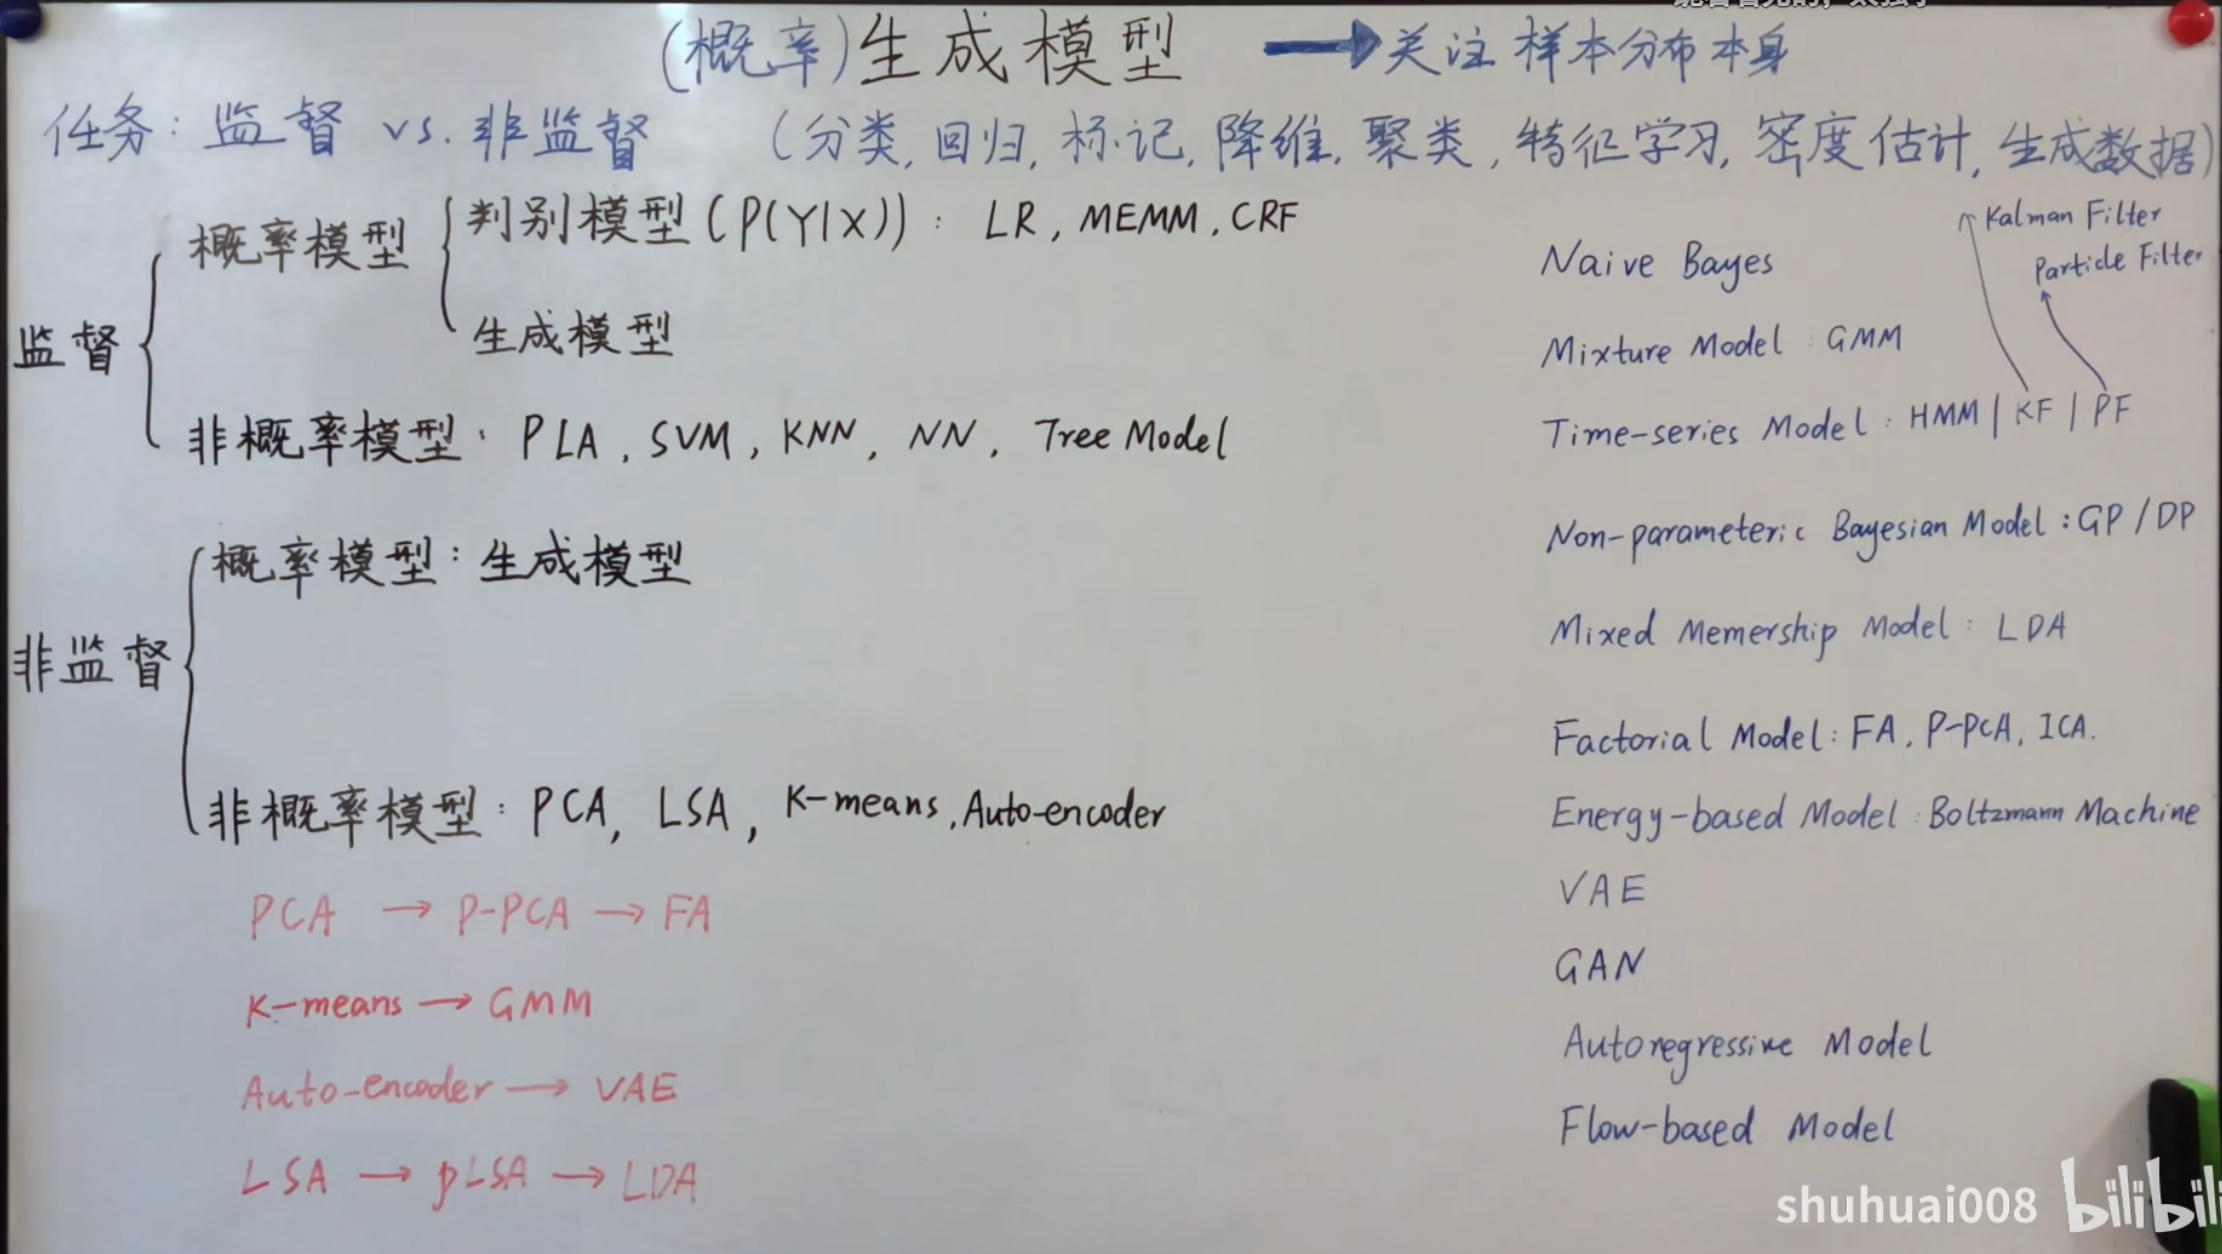 (概率)生成模型 → 关注样本分布本身
任务: 监督 vs. 非监督 (分类, 回归, 标记, 降维, 聚类, 特征学习, 密度估计, 生成数据)
监督
概率模型
判别模型(P(Y|X)): LR, MEMM, CRF
生成模型
非概率模型: PLA, SVM, KNN, NN, Tree Model
非监督
概率模型: 生成模型
非概率模型: PCA, LSA, K-means, Auto-encoder
PCA → P-PCA → FA
K-means → GMM
Auto-encoder → VAE
LSA → pLSA → LDA
Kalman Filter
Particle Filter
Naive Bayes
Mixture Model: GMM
Time-series Model: HMM | KF | PF
Non-parameteric Bayesian Model: GP / DP
Mixed Memership Model: LDA
Factorial Model: FA, P-PCA, ICA.
Energy-based Model: Boltzmann Machine
VAE
GAN
Autoregressive Model
Flow-based Model
shuhuai008 bilibili